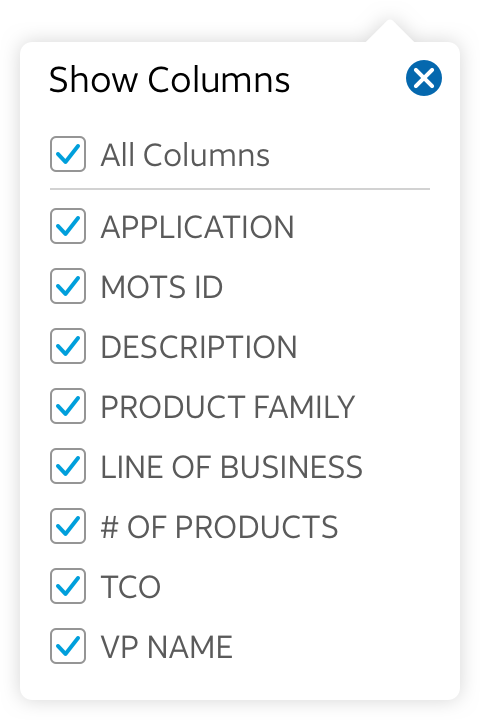 Show Columns
All Columns
APPLICATION
MOTS ID
DESCRIPTION
PRODUCT FAMILY
LINE OF BUSINESS
# OF PRODUCTS
TCO
VP NAME